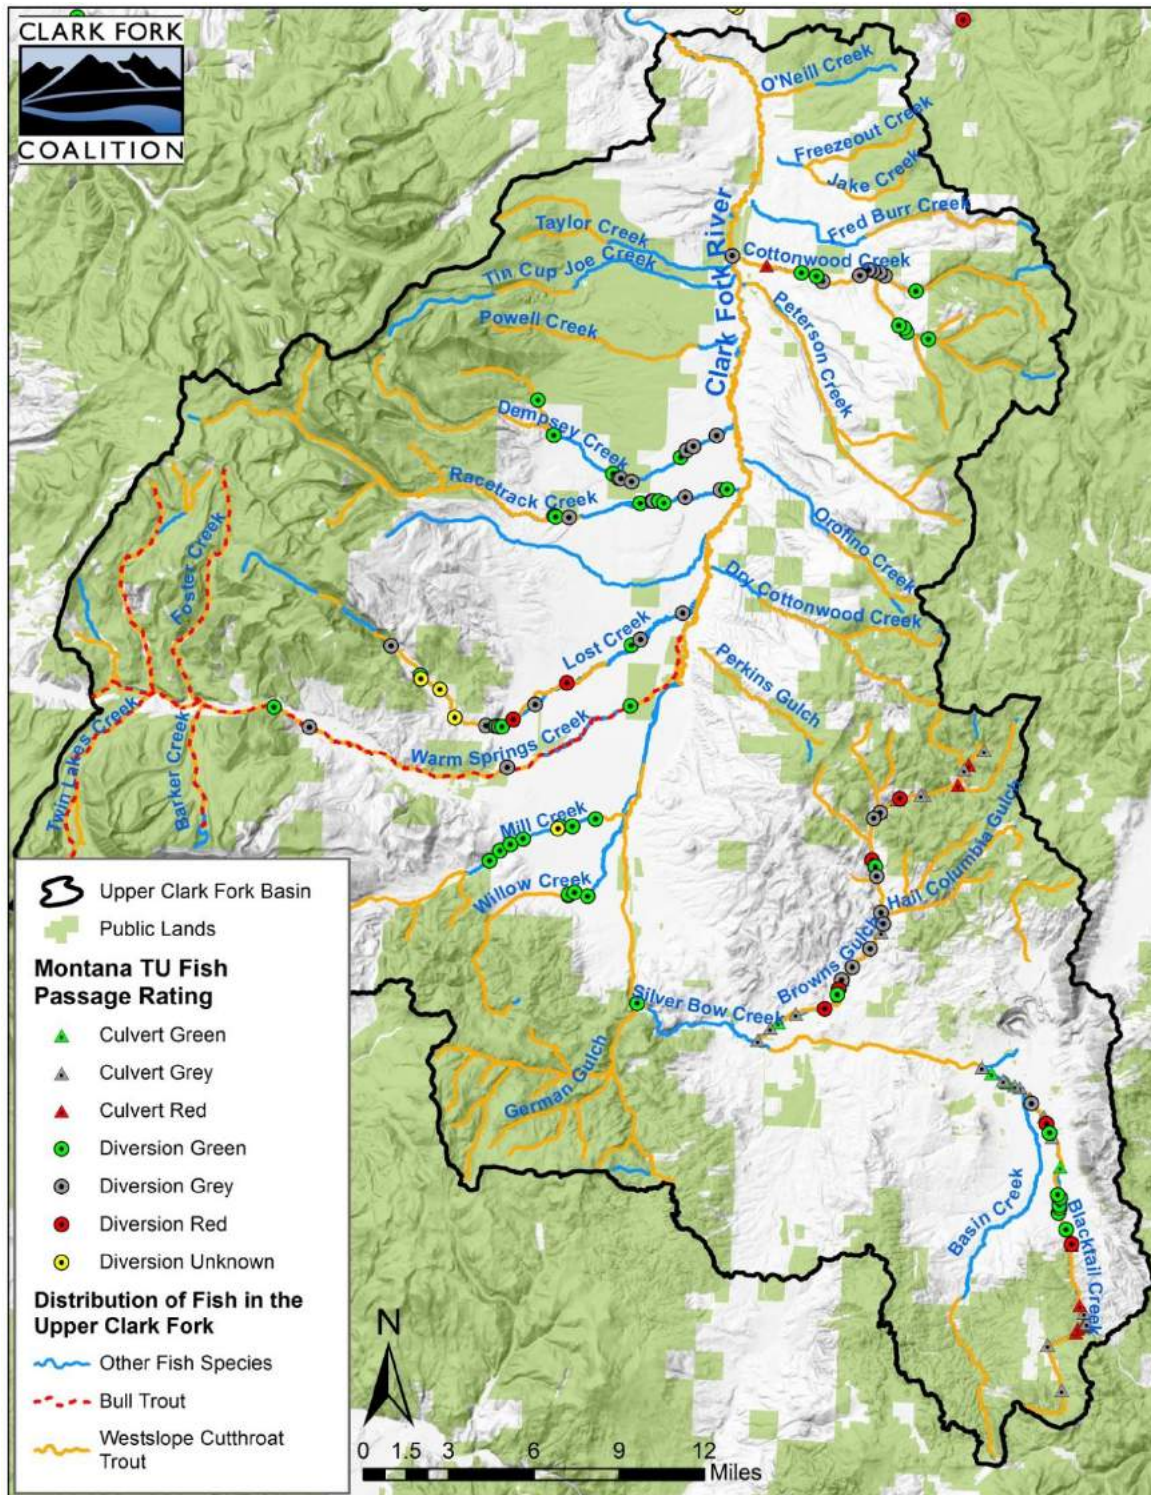 CLARK FORK
COALITION
O'Neill Creek
Freezeout Creek
Jake Creek
Fred Burr Creek
Taylor Creek
Cottonwood Creek
Tin Cup Joe Creek
Clark Fork River
Powell Creek
Peterson Creek
Dempsey Creek
Racetrack Creek
Orofino Creek
Foster Creek
Dry Cottonwood Creek
Lost Creek
Perkins Gulch
Warm Springs Creek
Twin Lakes Creek
Barker Creek
Mill Creek
Hail Columbia Gulch
Willow Creek
Browns Gulch
Silver Bow Creek
German Gulch
Basin Creek
Blacktail Creek
Upper Clark Fork Basin
Public Lands
Montana TU Fish
Passage Rating
Culvert Green
Culvert Grey
Culvert Red
Diversion Green
Diversion Grey
Diversion Red
Diversion Unknown
Distribution of Fish in the
Upper Clark Fork
Other Fish Species
Bull Trout
Westslope Cutthroat
Trout
N
0 1.5 3 6 9 12
Miles